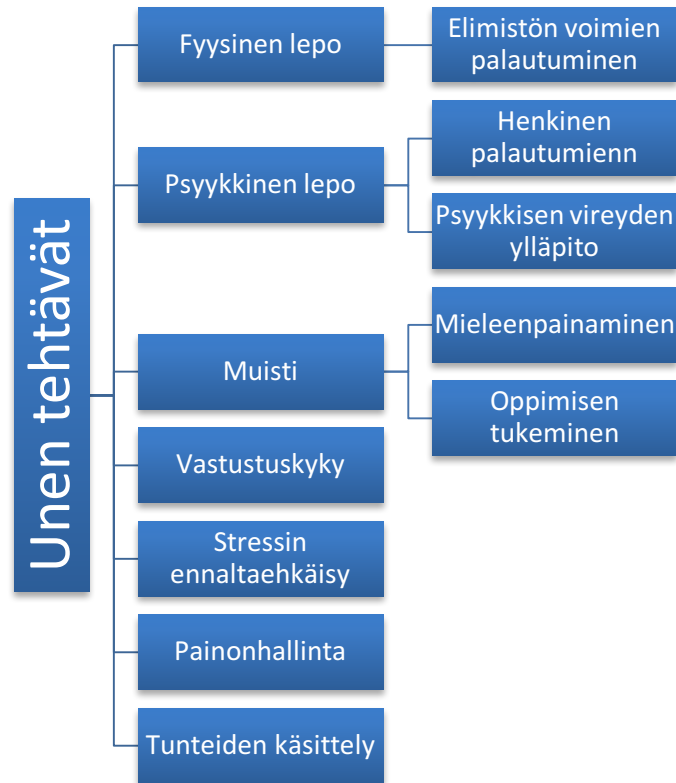 Unen tehtävät
Fyysinen lepo
Elimistön voimien
palautuminen
Psyykkinen lepo
Henkinen
palautumienn
Psyykkisen vireyden
ylläpito
Muisti
Mieleenpainaminen
Oppimisen
tukeminen
Vastustuskyky
Stressin
ennaltaehkäisy
Painonhallinta
Tunteiden käsittely